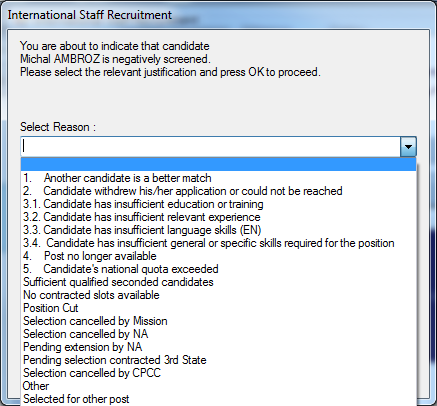 International Staff Recruitment
You are about to indicate that candidate
Michal AMBROZ is negatively screened.
Please select the relevant justification and press OK to proceed.
Select Reason :
1. Another candidate is a better match
2. Candidate withdrew his/her application or could not be reached
3.1. Candidate has insufficient education or training
3.2. Candidate has insufficient relevant experience
3.3. Candidate has insufficient language skills (EN)
3.4. Candidate has insufficient general or specific skills required for the position
4. Post no longer available
5. Candidate's national quota exceeded
Sufficient qualified seconded candidates
No contracted slots available
Position Cut
Selection cancelled by Mission
Selection cancelled by NA
Pending extension by NA
Pending selection contracted 3rd State
Selection cancelled by CPCC
Other
Selected for other post